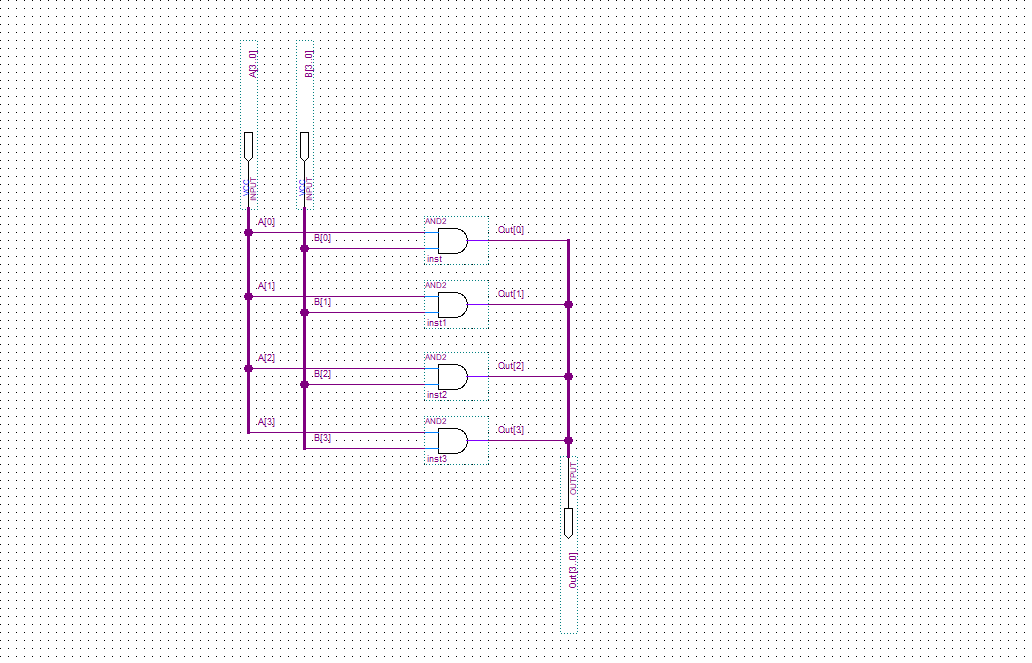 A[3..0]
B[3..0]
VCC
INPUT
VCC
INPUT
A[0]
B[0]
AND2
inst
Out[0]
A[1]
B[1]
AND2
inst1
Out[1]
A[2]
B[2]
AND2
inst2
Out[2]
A[3]
B[3]
AND2
inst3
Out[3]
OUTPUT
Out[3..0]